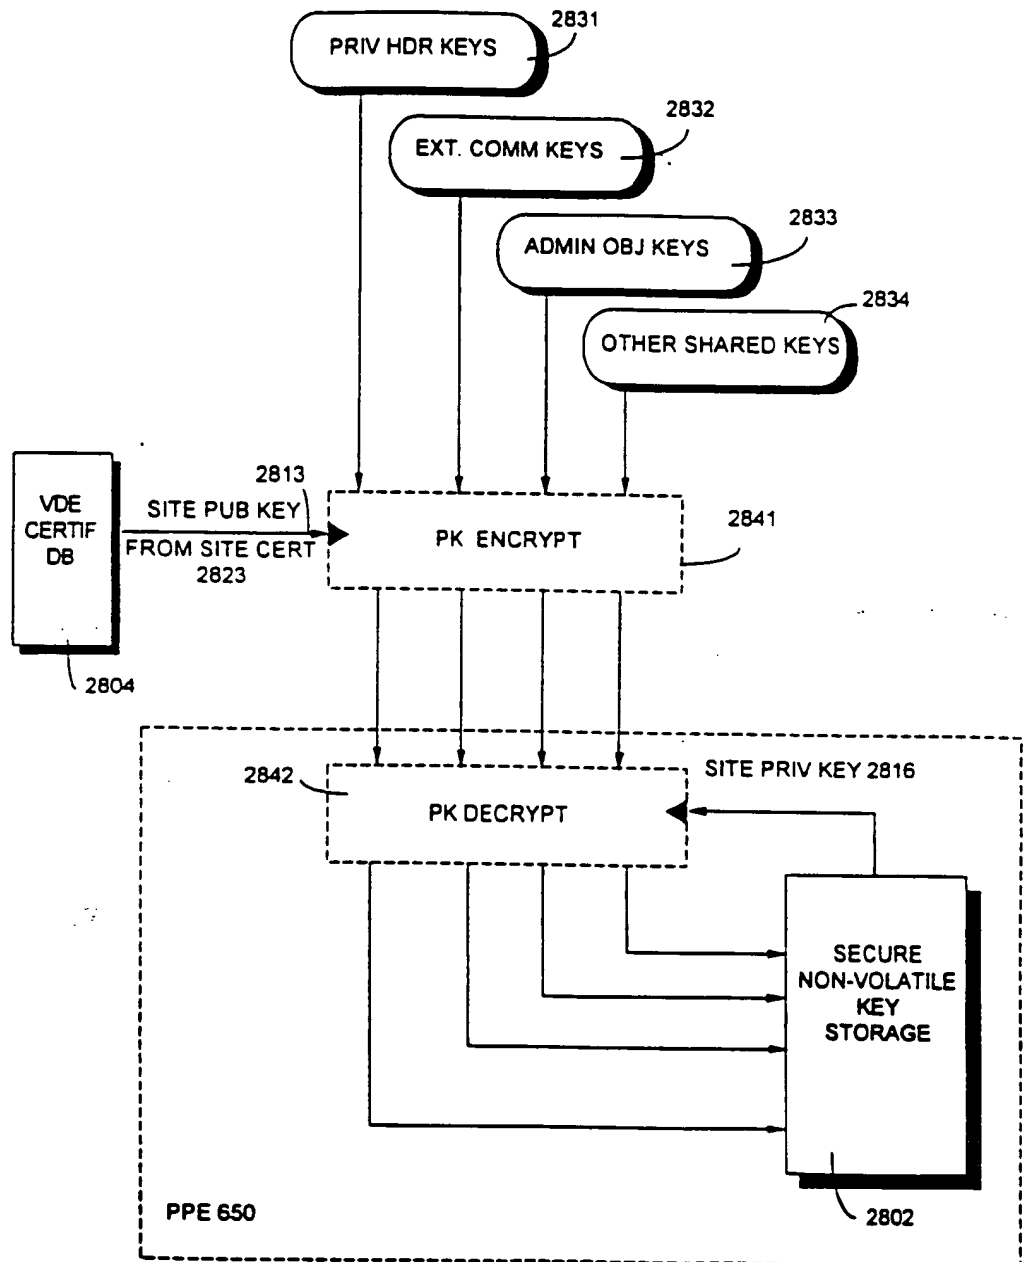 2831
PRIV HDR KEYS
2832
EXT. COMM KEYS
2833
ADMIN OBJ KEYS
2834
OTHER SHARED KEYS
VDE
CERTIF
DB
2813
SITE PUB KEY
FROM SITE CERT
2823
PK ENCRYPT
2841
2804
2842
PK DECRYPT
SITE PRIV KEY 2816
SECURE
NON-VOLATILE
KEY
STORAGE
PPE 650
2802